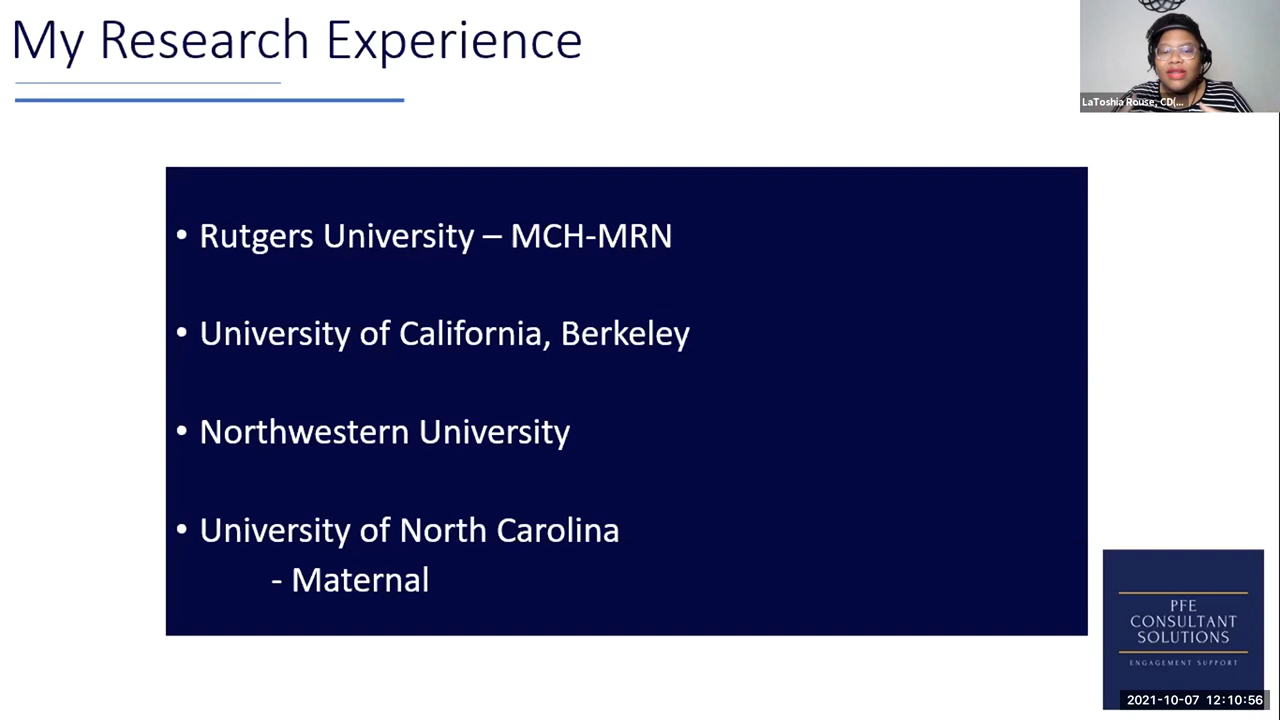 My Research Experience
LaToshia Rouse, CD(...
• Rutgers University – MCH-MRN
• University of California, Berkeley
• Northwestern University
• University of North Carolina
- Maternal
PFE
CONSULTANT
SOLUTIONS
ENGAGEMENT SUPPORT
2021-10-07 12:10:56